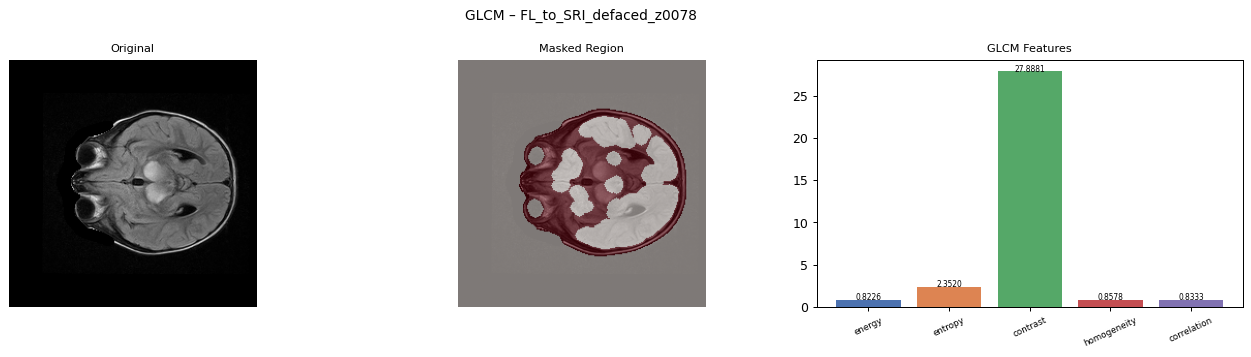 GLCM – FL_to_SRI_defaced_z0078
Original
Masked Region
GLCM Features
25
20
15
10
5
0
27.8881
0.8226
2.3520
0.8578
0.8333
energy
entropy
contrast
homogeneity
correlation